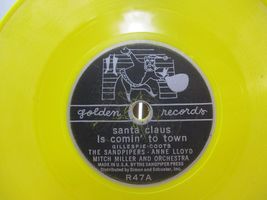 golden records
santa claus
is comin' to town
GILLESPIE-COOTS
THE SANDPIPERS - ANNE LLOYD
MITCH MILLER AND ORCHESTRA
MADE IN U.S.A. BY THE SANDPIPER PRESS
Distributed by Simon and Schuster, Inc.
R47A